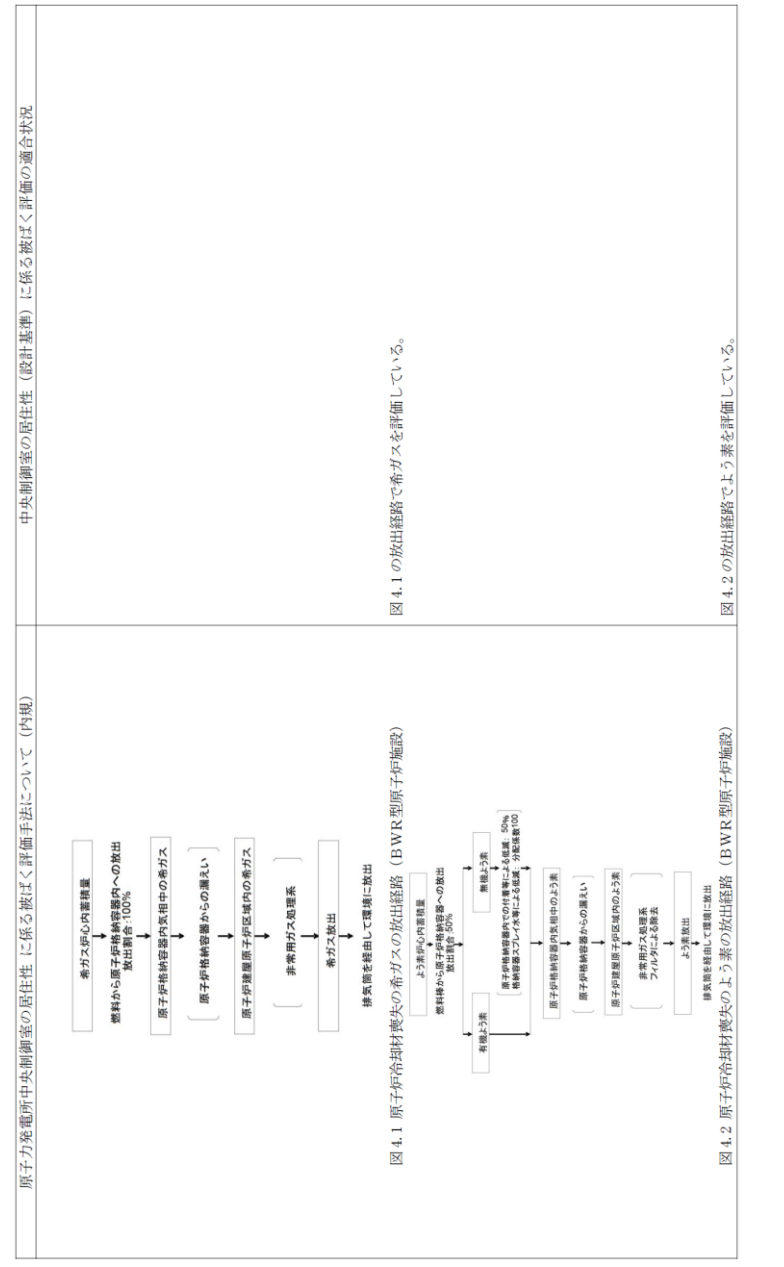 原子力発電所中央制御室の居住性 に係る被ばく評価手法について（内規）
中央制御室の居住性（設計基準）に係る被ばく評価の適合状況
希ガス炉心内蓄積量
燃料から原子炉格納容器内への放出
放出割合:100%
原子炉格納容器内気相中の希ガス
原子炉格納容器からの漏えい
原子炉建屋原子炉区域内の希ガス
非常用ガス処理系
希ガス放出
排気筒を経由して環境に放出
図 4.1 原子炉冷却材喪失の希ガスの放出経路（BWR型原子炉施設）
図 4.1 の放出経路で希ガスを評価している。
よう素炉心内蓄積量
燃料棒から原子炉格納容器への放出
放出割合:50%
有機よう素
無機よう素
原子炉格納容器内での付着等による低減: 50%
格納容器スプレイ水等による低減: 分配係数100
原子炉格納容器内気相中のよう素
原子炉格納容器からの漏えい
原子炉建屋原子炉区域内のよう素
非常用ガス処理系
フィルタによる除去
よう素放出
排気筒を経由して環境に放出
図 4.2 原子炉冷却材喪失のよう素の放出経路（BWR型原子炉施設）
図 4.2 の放出経路でよう素を評価している。